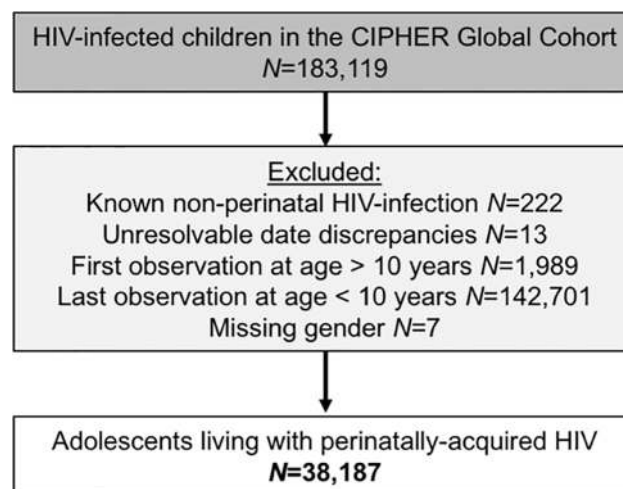 HIV-infected children in the CIPHER Global Cohort
N=183,119
Excluded:
Known non-perinatal HIV-infection N=222
Unresolvable date discrepancies N=13
First observation at age > 10 years N=1,989
Last observation at age < 10 years N=142,701
Missing gender N=7
Adolescents living with perinatally-acquired HIV
N=38,187